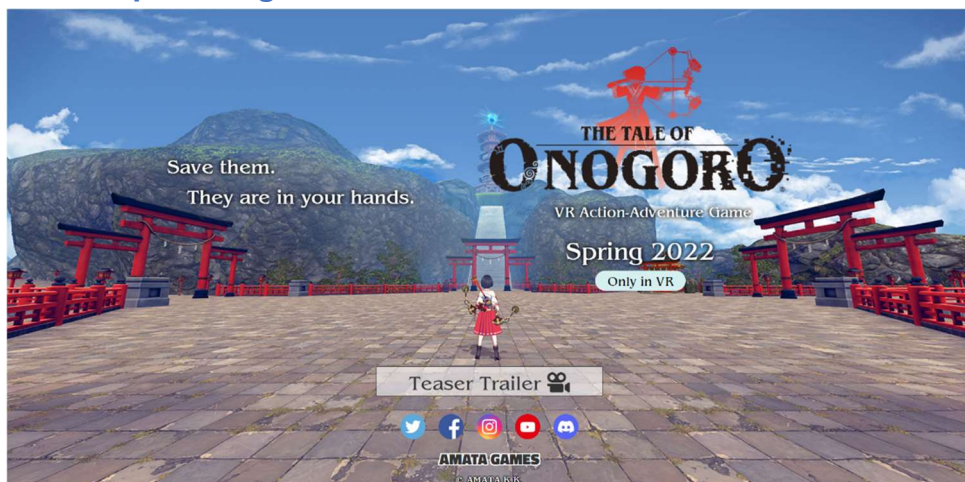 Save them.
They are in your hands.
THE TALE OF
ONOGORO
VR Action-Adventure Game
Spring 2022
Only in VR
Teaser Trailer
AMATA GAMES
© AMATA K.K.